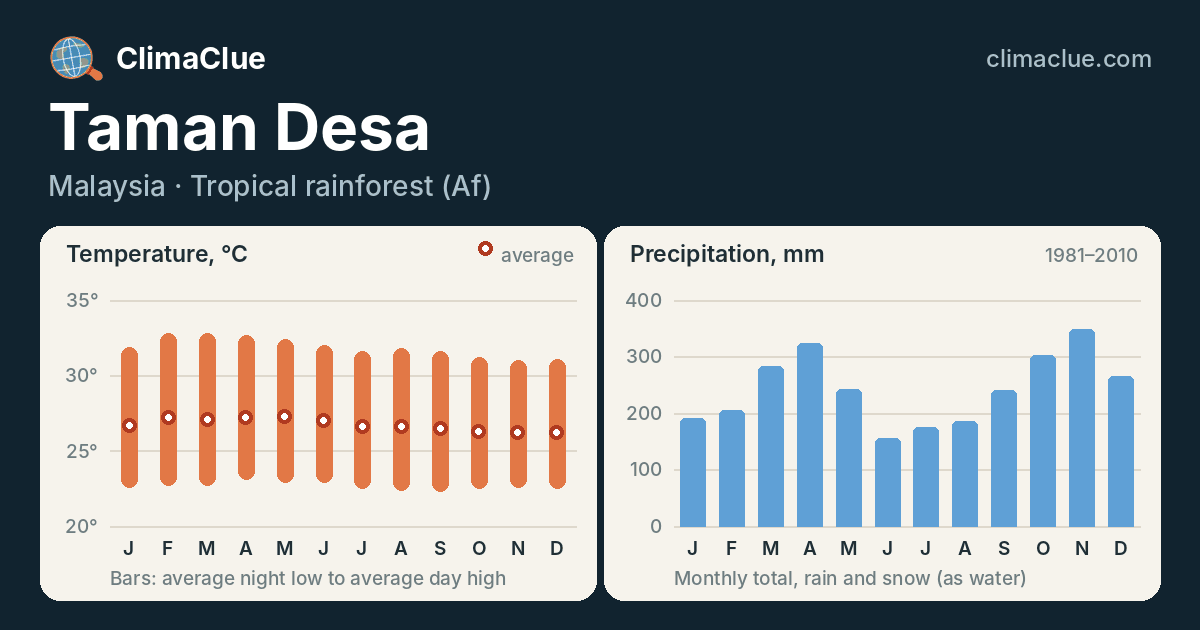 ClimaClue
climaclue.com
Taman Desa
Malaysia · Tropical rainforest (Af)
Temperature, °C
average
35°
30°
25°
20°
J F M A M J J A S O N D
Bars: average night low to average day high
Precipitation, mm
1981–2010
400
300
200
100
0
J F M A M J J A S O N D
Monthly total, rain and snow (as water)